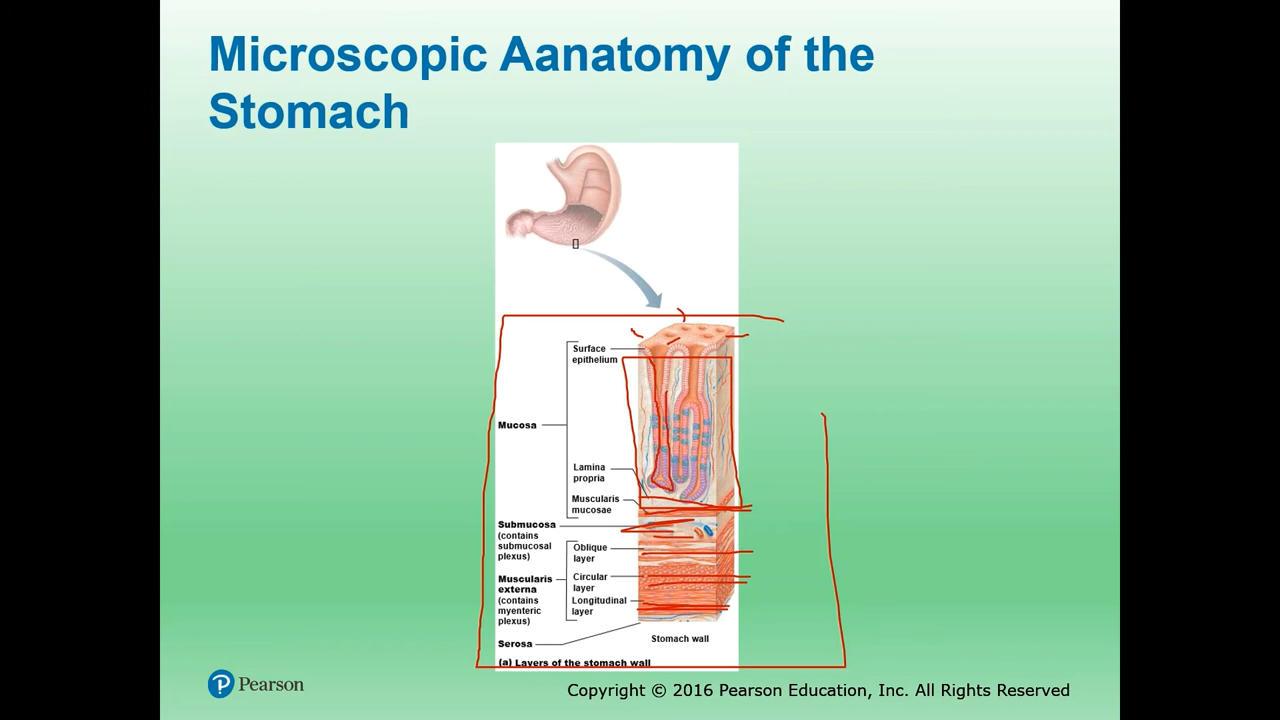 Microscopic Aanatomy of the
Stomach
Surface
epithelium
Mucosa
Lamina
propria
Muscularis
mucosae
Submucosa
(contains
submucosal
plexus)
Oblique
layer
Muscularis
externa
(contains
myenteric
plexus)
Circular
layer
Longitudinal
layer
Serosa
Stomach wall
(a) Layers of the stomach wall
P Pearson
Copyright © 2016 Pearson Education, Inc. All Rights Reserved